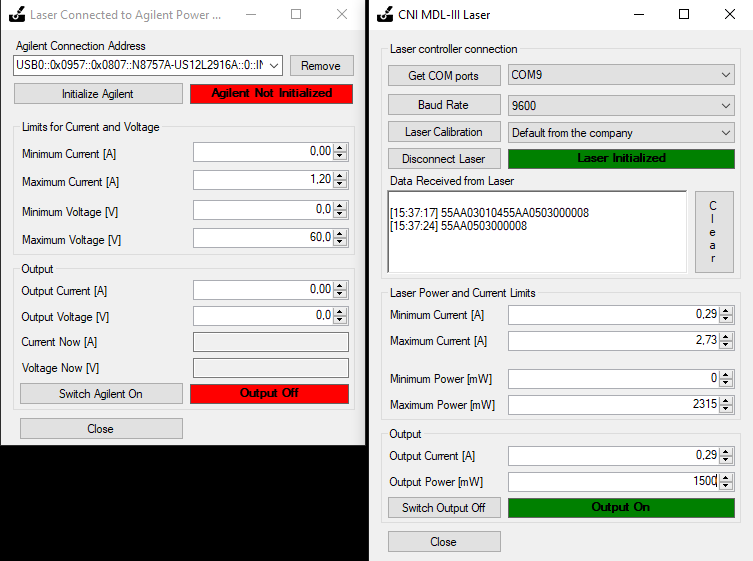 Laser Connected to Agilent Power ...
Agilent Connection Address
USB0::0x0957::0x0807::N8757A-US12L2916A::0::IN
Remove
Initialize Agilent
Agilent Not Initialized
Limits for Current and Voltage
Minimum Current [A]
0,00
Maximum Current [A]
1,20
Minimum Voltage [V]
0,0
Maximum Voltage [V]
60,0
Output
Output Current [A]
0,00
Output Voltage [V]
0,0
Current Now [A]
Voltage Now [V]
Switch Agilent On
Output Off
Close
CNI MDL-III Laser
Laser controller connection
Get COM ports
COM9
Baud Rate
9600
Laser Calibration
Default from the company
Disconnect Laser
Laser Initialized
Data Received from Laser
[15:37:17] 55AA03010455AA0503000008
[15:37:24] 55AA0503000008
Clear
Laser Power and Current Limits
Minimum Current [A]
0,29
Maximum Current [A]
2,73
Minimum Power [mW]
0
Maximum Power [mW]
2315
Output
Output Current [A]
0,29
Output Power [mW]
1500
Switch Output Off
Output On
Close